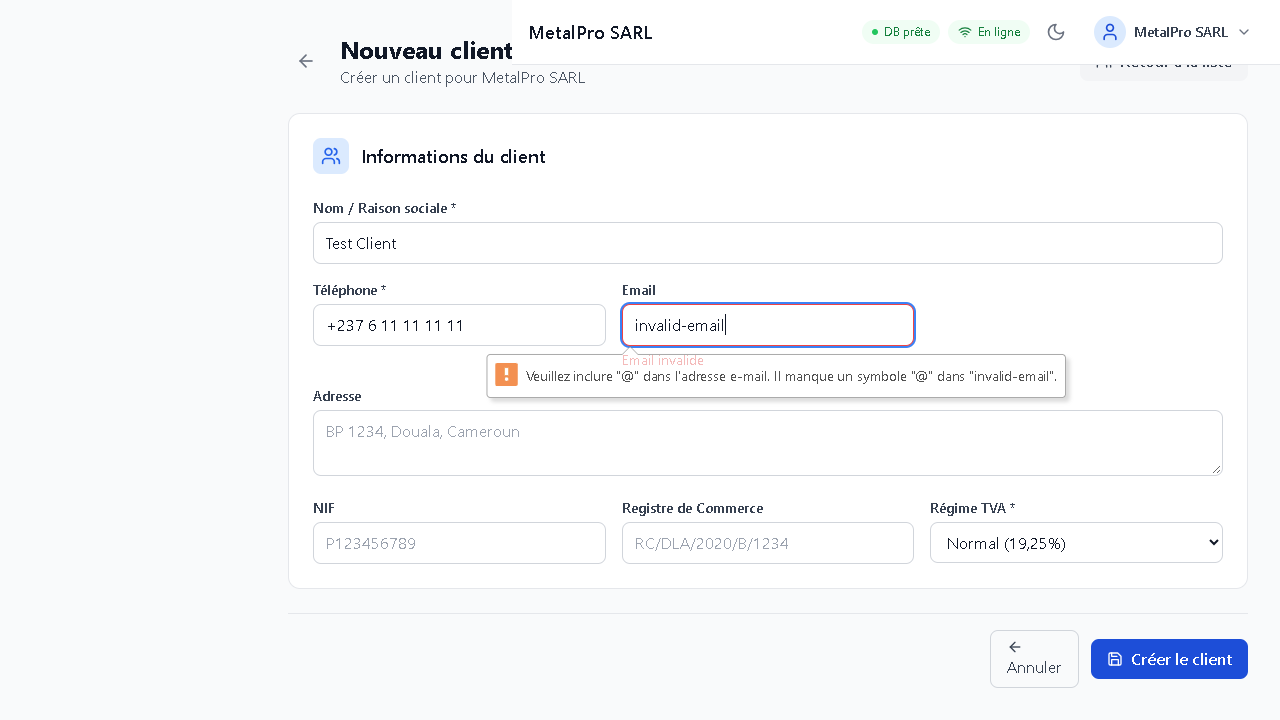 MetalPro SARL
DB prête
En ligne
MetalPro SARL
Nouveau client
Créer un client pour MetalPro SARL
Retour à la liste
Informations du client
Nom / Raison sociale *
Test Client
Téléphone *
Email
+237 6 11 11 11 11
invalid-email
Email invalide
! Veuillez inclure "@" dans l'adresse e-mail. Il manque un symbole "@" dans "invalid-email".
Adresse
BP 1234, Douala, Cameroun
NIF
Registre de Commerce
Régime TVA *
P123456789
RC/DLA/2020/B/1234
Normal (19,25%)
Annuler
Créer le client